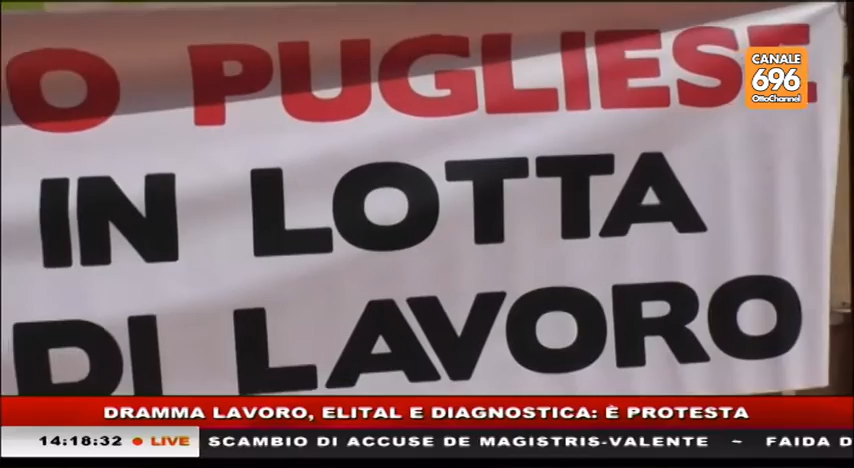 O PUGLIESE
IN LOTTA
DI LAVORO
CANALE
696
OttoChannel
DRAMMA LAVORO, ELITAL E DIAGNOSTICA: È PROTESTA
14:18:32 ● LIVE SCAMBIO DI ACCUSE DE MAGISTRIS-VALENTE ~ FAIDA D